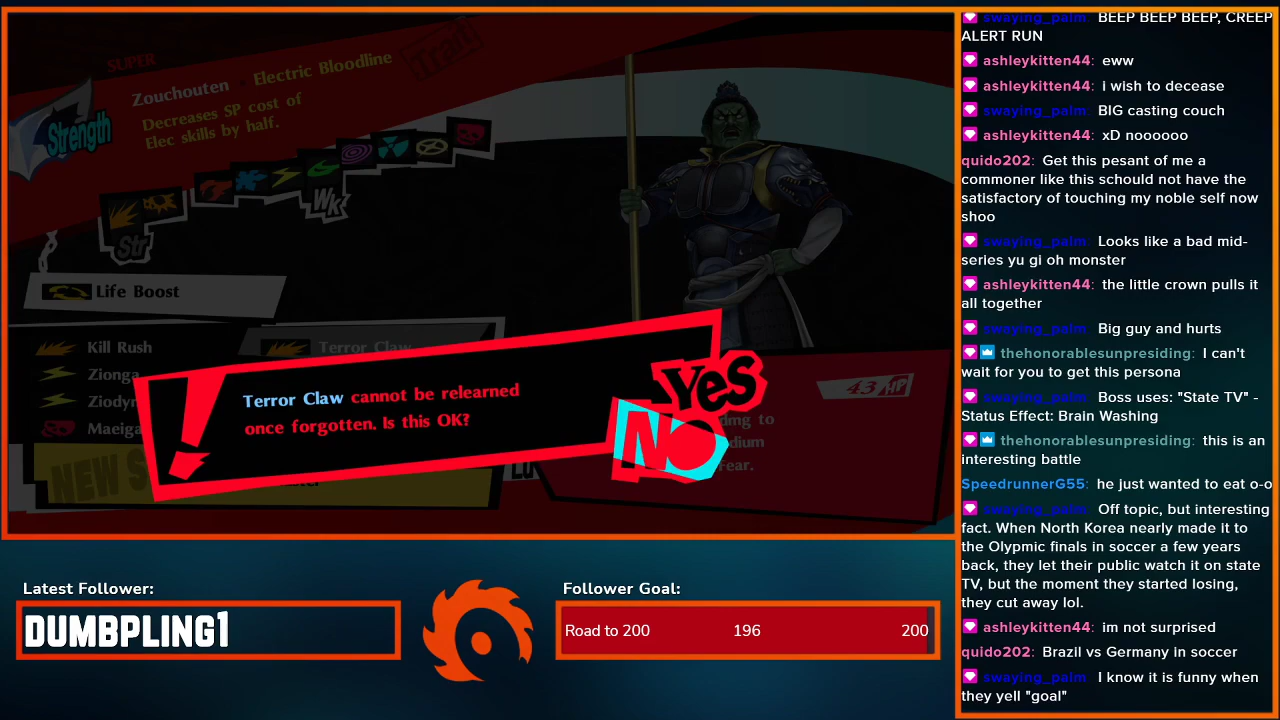 SUPER
Trait
Zouchouten · Electric Bloodline
Decreases SP cost of
Elec skills by half.
Strength
Str
Wk
Life Boost
Kill Rush
Terror Claw
Zionga
Ziodyn
Maeiga
NEW S
43 HP
Terror Claw cannot be relearned
once forgotten. Is this OK?
Yes
No
Latest Follower:
DUMBPLING1
Follower Goal:
Road to 200 196 200
swaying_palm: BEEP BEEP BEEP, CREEP
ALERT RUN
ashleykitten44: eww
ashleykitten44: i wish to decease
swaying_palm: BIG casting couch
ashleykitten44: xD nooooo
quido202: Get this pesant of me a
commoner like this schould not have the
satisfactory of touching my noble self now
shoo
swaying_palm: Looks like a bad mid-
series yu gi oh monster
ashleykitten44: the little crown pulls it
all together
swaying_palm: Big guy and hurts
thehonorablesunpresiding: I can't
wait for you to get this persona
swaying_palm: Boss uses: "State TV" -
Status Effect: Brain Washing
thehonorablesunpresiding: this is an
interesting battle
SpeedrunnerG55: he just wanted to eat o-o
swaying_palm: Off topic, but interesting
fact. When North Korea nearly made it to
the Olypmic finals in soccer a few years
back, they let their public watch it on state
TV, but the moment they started losing,
they cut away lol.
ashleykitten44: im not surprised
quido202: Brazil vs Germany in soccer
swaying_palm: I know it is funny when
they yell "goal"